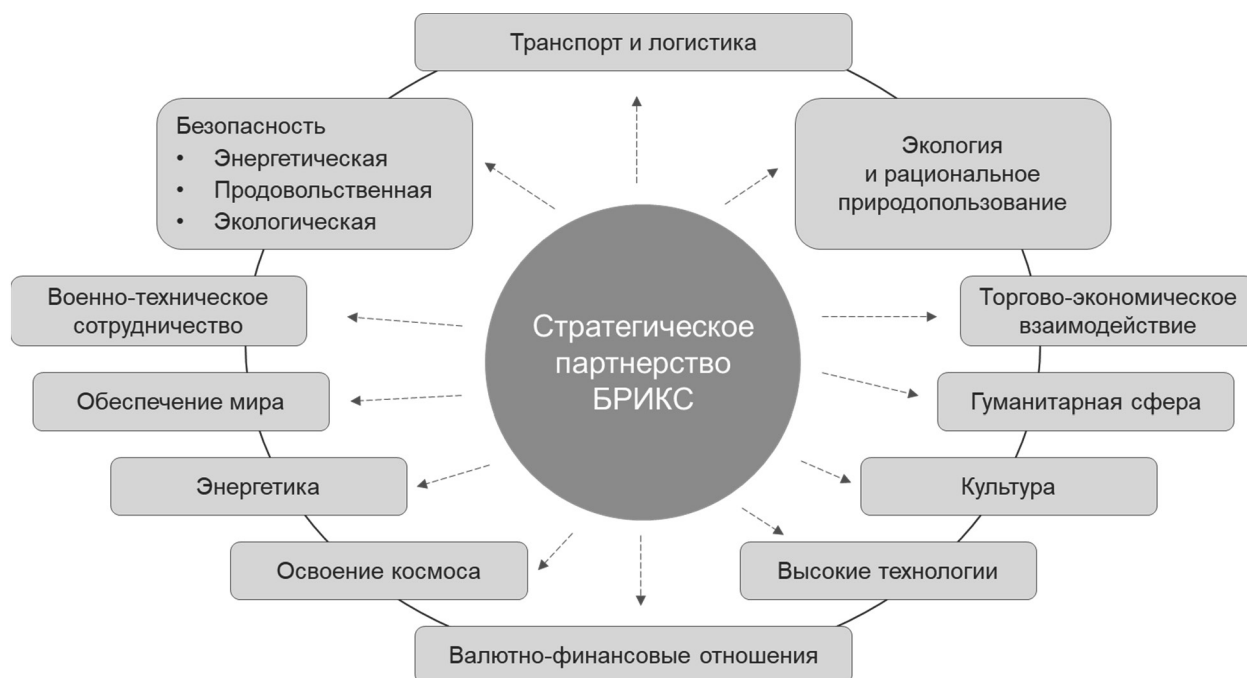 Транспорт и логистика
Безопасность
• Энергетическая
• Продовольственная
• Экологическая
Экология
и рациональное
природопользование
Военно-техническое
сотрудничество
Стратегическое
партнерство
БРИКС
Торгово-экономическое
взаимодействие
Обеспечение мира
Гуманитарная сфера
Энергетика
Культура
Освоение космоса
Высокие технологии
Валютно-финансовые отношения